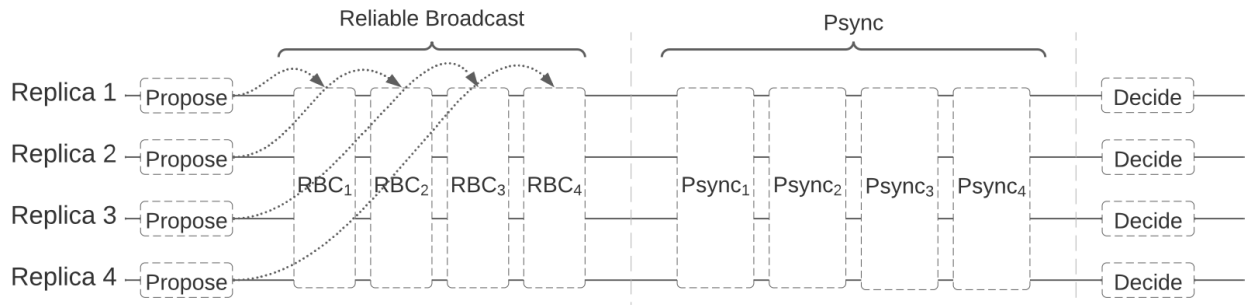 Reliable Broadcast
Psync
Replica 1 Propose Decide
Replica 2 Propose Decide
RBC₁ RBC₂ RBC₃ RBC₄ Psync₁ Psync₂ Psync₃ Psync₄
Replica 3 Propose Decide
Replica 4 Propose Decide